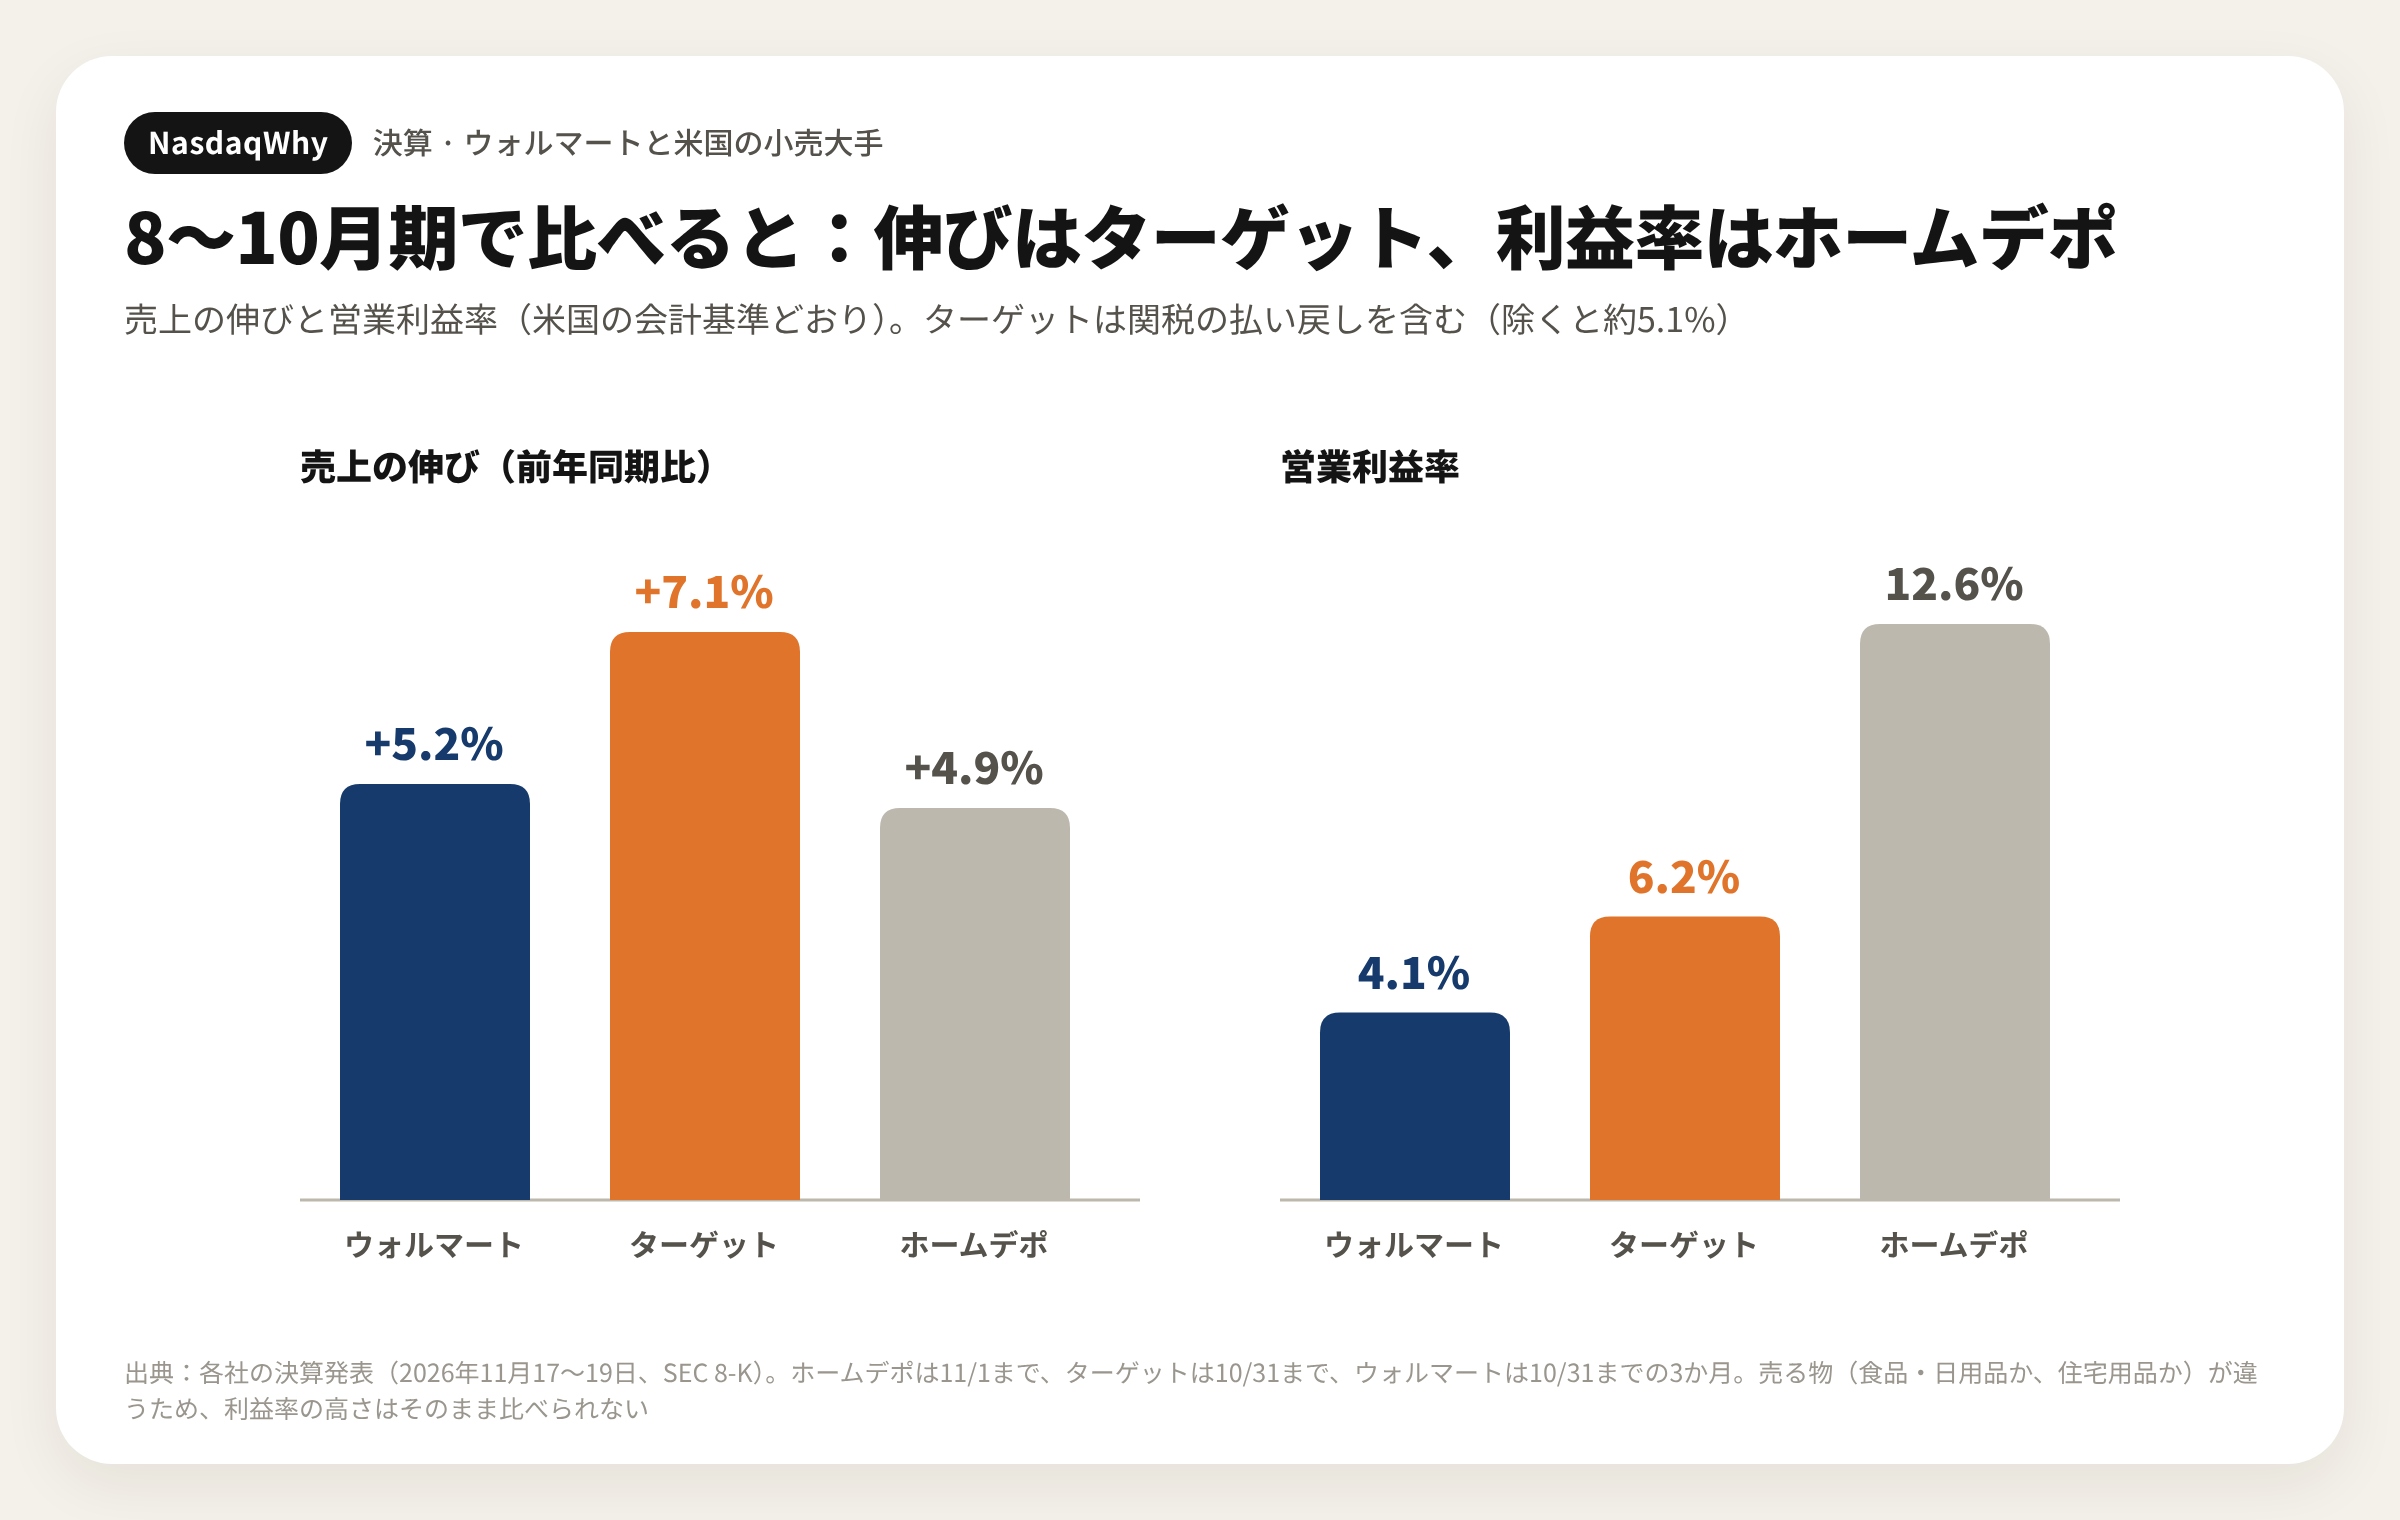 NasdaqWhy 決算・ウォルマートと米国の小売大手
8〜10月期で比べると：伸びはターゲット、利益率はホームデポ
売上の伸びと営業利益率（米国の会計基準どおり）。ターゲットは関税の払い戻しを含む（除くと約5.1%）
売上の伸び（前年同期比）
+5.2%
+7.1%
+4.9%
ウォルマート
ターゲット
ホームデポ
営業利益率
4.1%
6.2%
12.6%
ウォルマート
ターゲット
ホームデポ
出典：各社の決算発表（2026年11月17〜19日、SEC 8-K）。ホームデポは11/1まで、ターゲットは10/31まで、ウォルマートは10/31までの3か月。売る物（食品・日用品か、住宅用品か）が違
うため、利益率の高さはそのまま比べられない